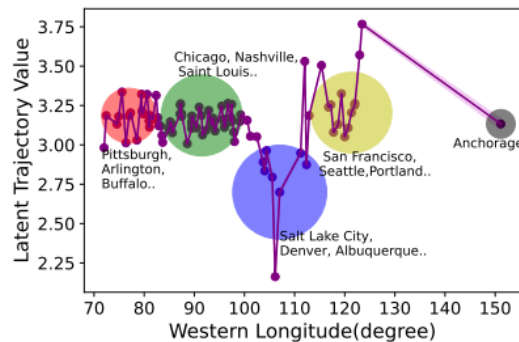 3.75
3.50
3.25
3.00
2.75
2.50
2.25
Latent Trajectory Value
Chicago, Nashville,
Saint Louis..
Pittsburgh,
Arlington,
Buffalo..
San Francisco,
Seattle,Portland..
Anchorage
Salt Lake City,
Denver, Albuquerque..
70 80 90 100 110 120 130 140 150
Western Longitude(degree)